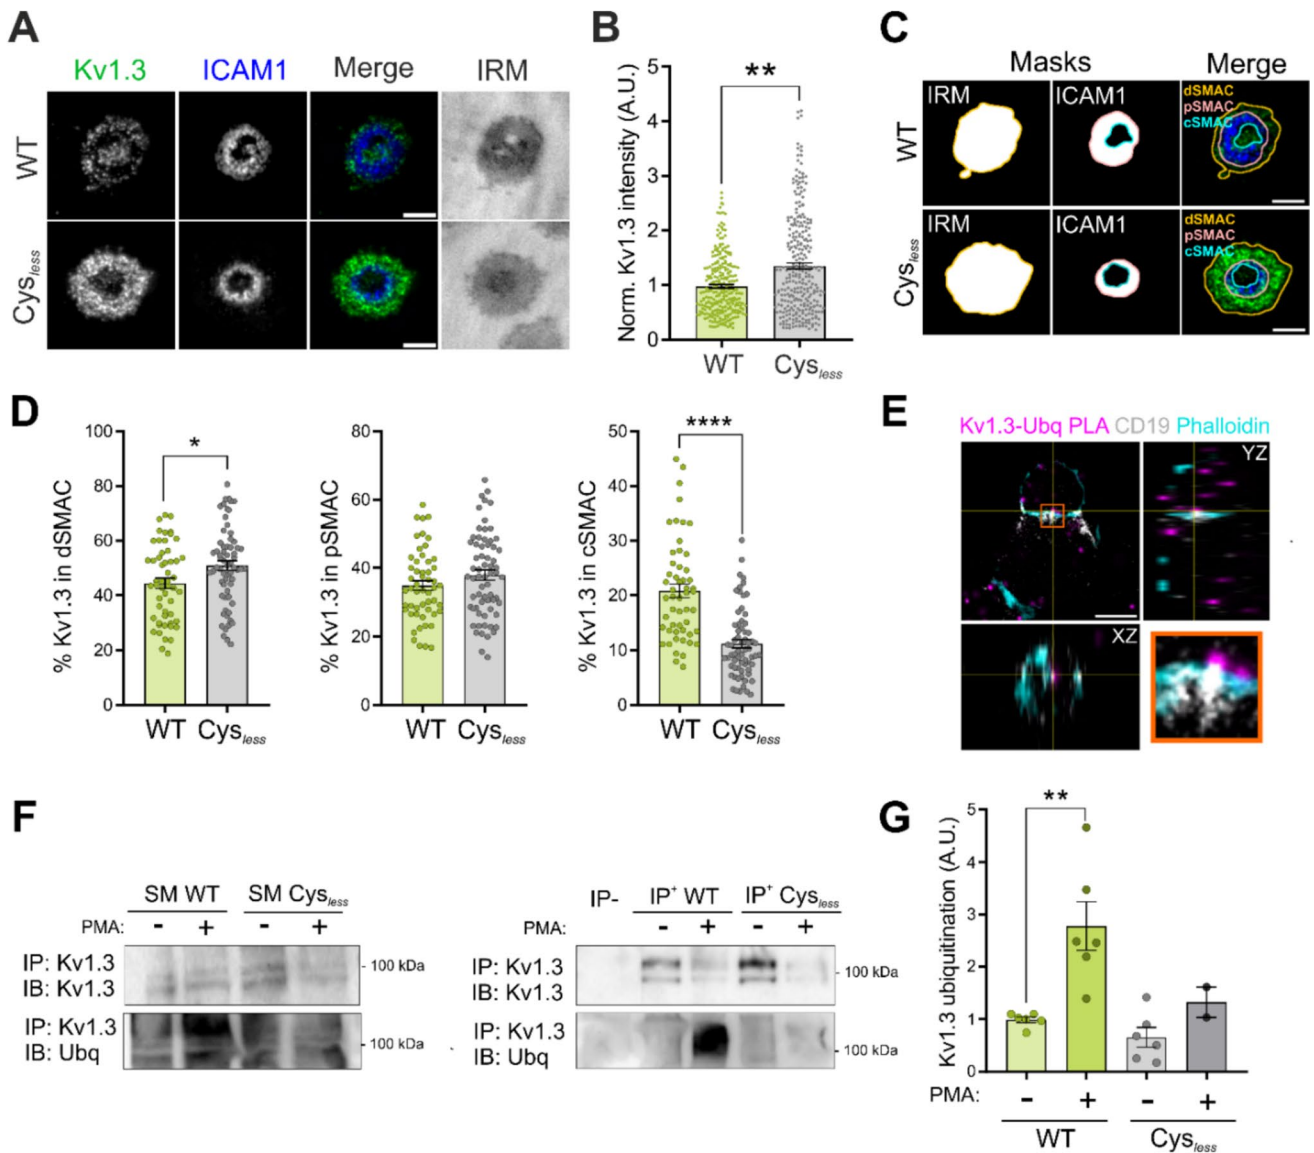 A
Kv1.3 ICAM1 Merge IRM
WT
Cysless
B
Norm. Kv1.3 intensity (A.U.)
5
4
3
2
1
0
**
WT Cysless
C
Masks Merge
WT
IRM ICAM1 dSMAC
pSMAC
cSMAC
Cysless
IRM ICAM1 dSMAC
pSMAC
cSMAC
D
% Kv1.3 in dSMAC
100
80
60
40
20
0
*
WT Cysless
% Kv1.3 in pSMAC
80
60
40
20
0
WT Cysless
% Kv1.3 in cSMAC
50
40
30
20
10
0
****
WT Cysless
E
Kv1.3-Ubq PLA CD19 Phalloidin
YZ
XZ
F
SM WT SM Cysless
PMA: - + - +
IP: Kv1.3
IB: Kv1.3
- 100 kDa
IP: Kv1.3
IB: Ubq
- 100 kDa
IP- IP+ WT IP+ Cysless
PMA: - + - +
IP: Kv1.3
IB: Kv1.3
- 100 kDa
IP: Kv1.3
IB: Ubq
- 100 kDa
G
Kv1.3 ubiquitination (A.U.)
5
4
3
2
1
0
**
PMA: - + - +
WT Cysless